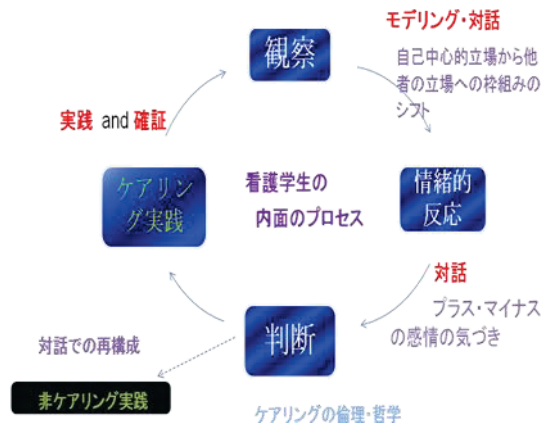 観察
モデリング・対話
自己中心的立場から他
者の立場への枠組みの
シフト
実践 and 確証
ケアリン
グ実践
看護学生の
内面のプロセス
情緒的
反応
対話
プラス・マイナス
の感情の気づき
判断
対話での再構成
非ケアリング実践
ケアリングの倫理・哲学